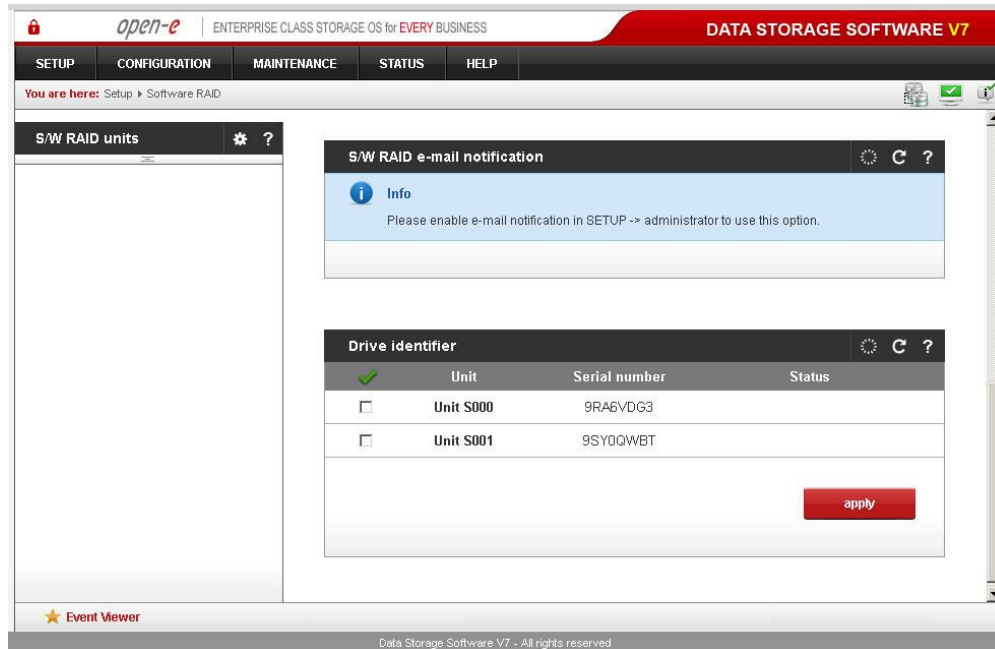 open-e ENTERPRISE CLASS STORAGE OS for EVERY BUSINESS DATA STORAGE SOFTWARE V7
SETUP CONFIGURATION MAINTENANCE STATUS HELP
You are here: Setup ▸ Software RAID
S/W RAID units ?
S/W RAID e-mail notification ?
Info
Please enable e-mail notification in SETUP -> administrator to use this option.
Drive identifier ?
Unit Serial number Status
Unit S000 9RA6VDG3
Unit S001 9SY0QWBT
apply
Event Viewer
Data Storage Software V7 - All rights reserved